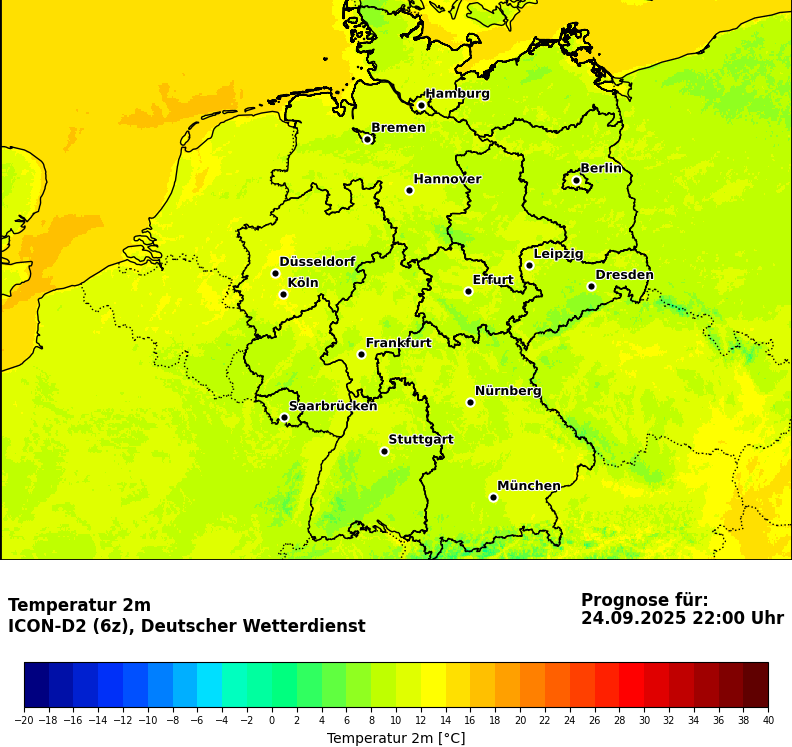 Hamburg
Bremen
Berlin
Hannover
Leipzig
Düsseldorf
Dresden
Köln
Erfurt
Frankfurt
Nürnberg
Saarbrücken
Stuttgart
München
Temperatur 2m
ICON-D2 (6z), Deutscher Wetterdienst
Prognose für:
24.09.2025 22:00 Uhr
−20 −18 −16 −14 −12 −10 −8 −6 −4 −2 0 2 4 6 8 10 12 14 16 18 20 22 24 26 28 30 32 34 36 38 40
Temperatur 2m [°C]